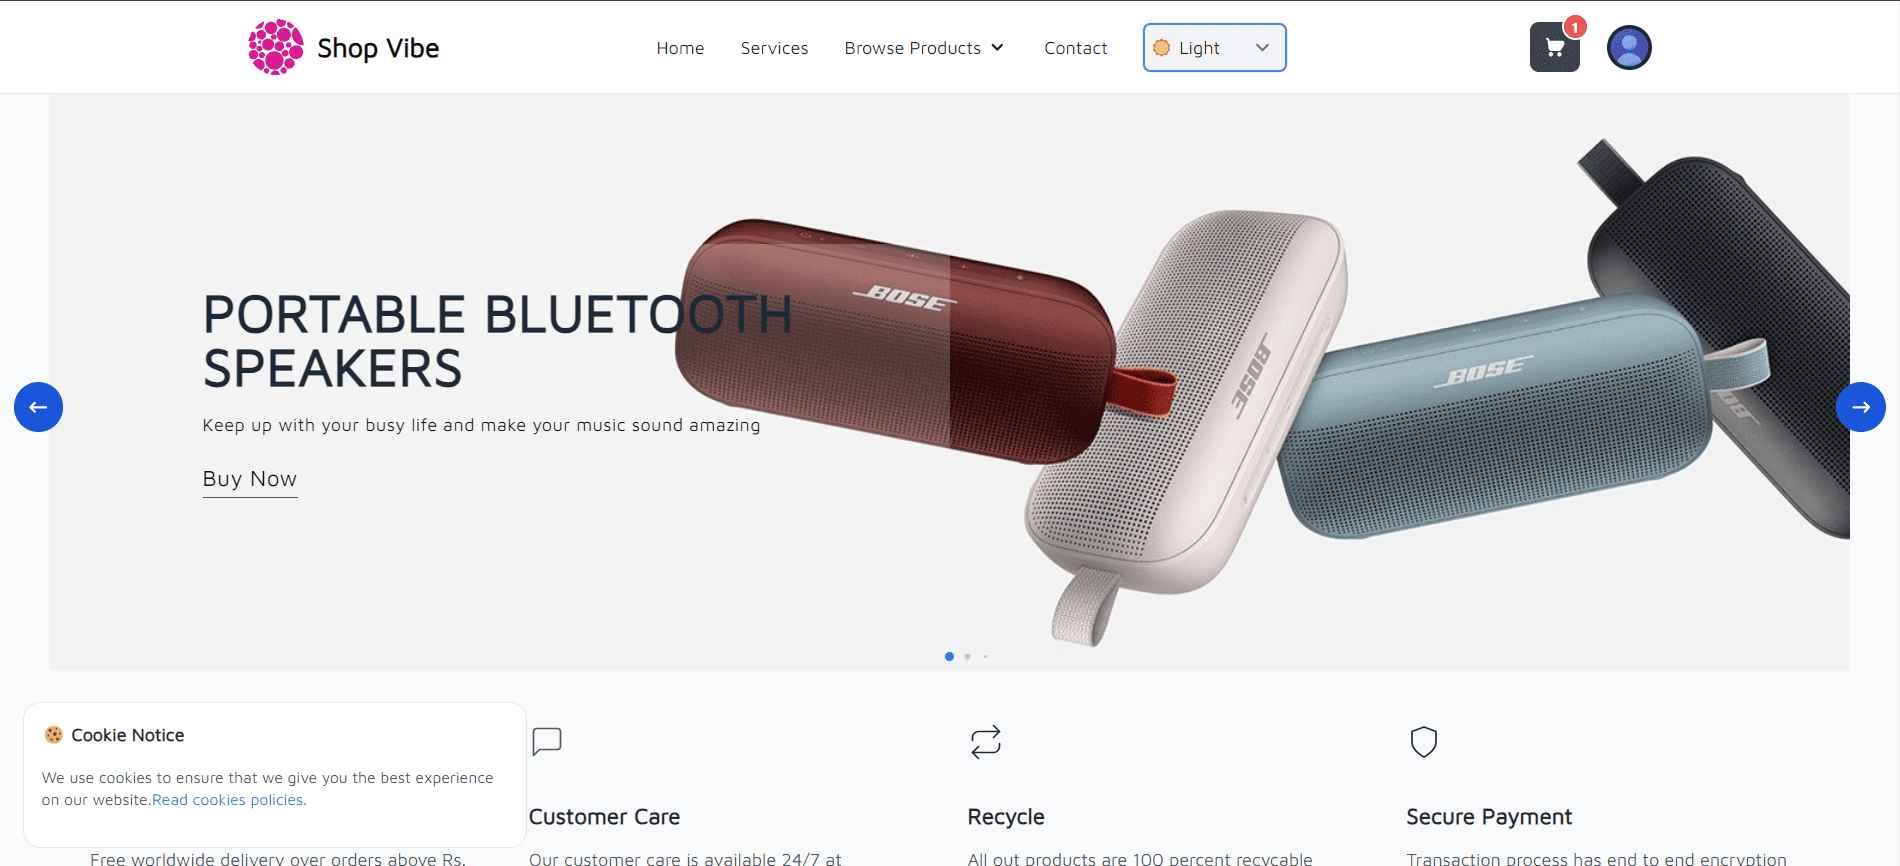 Shop Vibe
Home
Services
Browse Products
Contact
Light
1
BOSE
BOSE
BOSE
PORTABLE BLUETOOTH
SPEAKERS
Keep up with your busy life and make your music sound amazing
Buy Now
Cookie Notice
We use cookies to ensure that we give you the best experience
on our website.Read cookies policies.
Free worldwide delivery over orders above Rs.
Customer Care
Our customer care is available 24/7 at
Recycle
All out products are 100 percent recycable
Secure Payment
Transaction process has end to end encryption